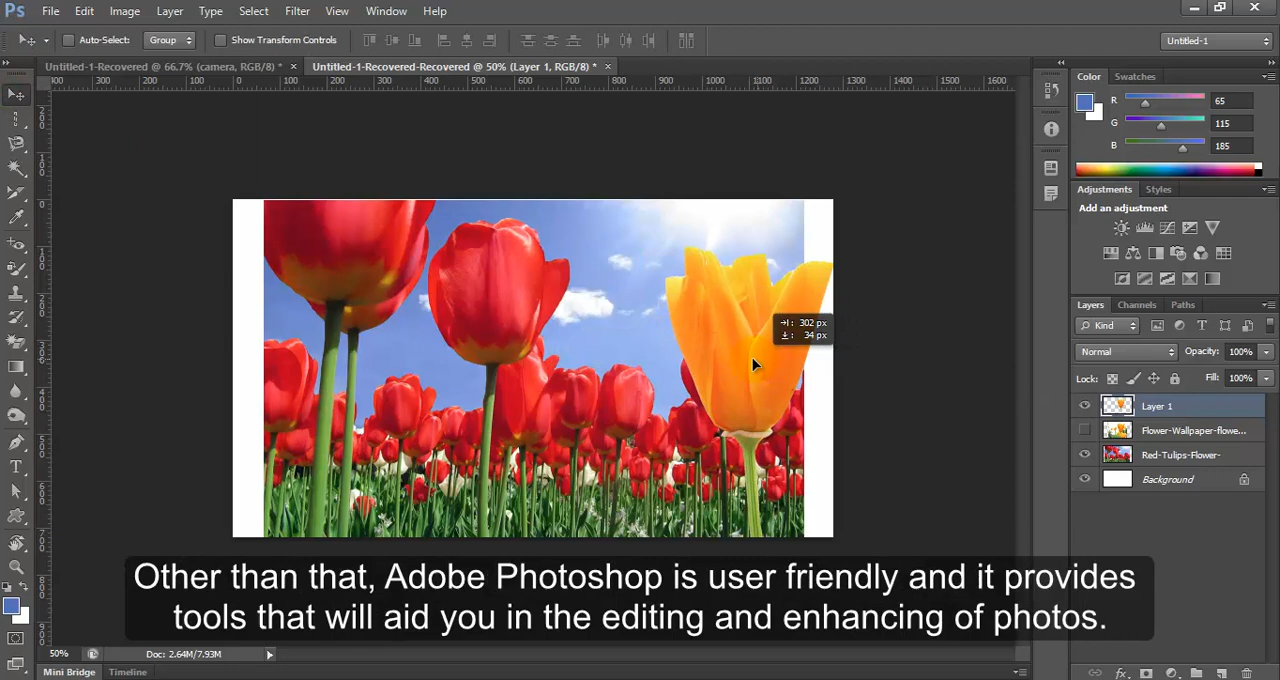 Ps File Edit Image Layer Type Select Filter View Window Help
Auto-Select: Group Show Transform Controls Untitled-1
Untitled-1-Recovered @ 66.7% (camera, RGB/8) * × Untitled-1-Recovered-Recovered @ 50% (Layer 1, RGB/8) * ×
300 200 100 0 100 200 300 400 500 600 700 800 900 1000 1100 1200 1300 1400 1500 1600
Color Swatches
R 65
G 115
B 185
Adjustments Styles
Add an adjustment
Layers Channels Paths
Kind
Normal Opacity: 100%
Lock: Fill: 100%
Layer 1
Flower-Wallpaper-flowe...
Red-Tulips-Flower-
Background
302 px
34 px
Other than that, Adobe Photoshop is user friendly and it provides
tools that will aid you in the editing and enhancing of photos.
50% Doc: 2.64M/7.93M
Mini Bridge Timeline